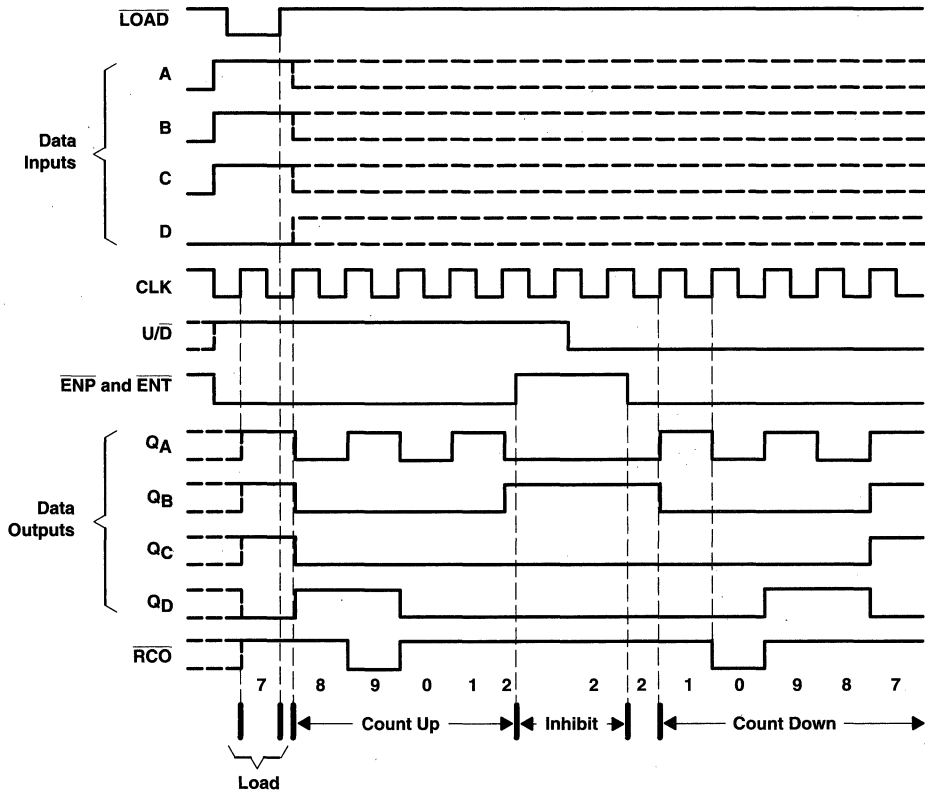 LOAD
A
B
Data
Inputs
C
D
CLK
U/D
ENP and ENT
QA
QB
Data
Outputs
QC
QD
RCO
7 8 9 0 1 2 2 2 1 0 9 8 7
Count Up Inhibit Count Down
Load